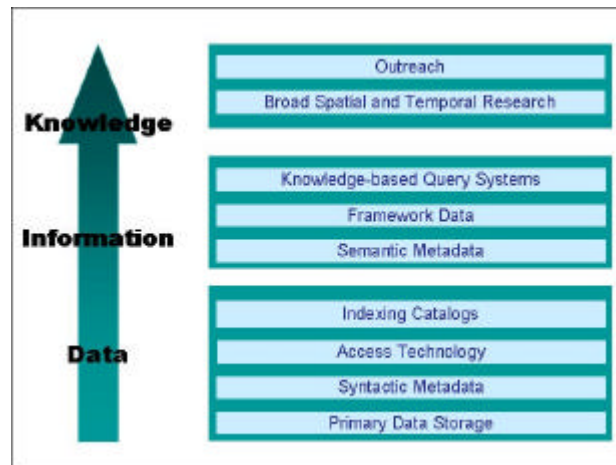 Outreach
Broad Spatial and Temporal Research
Knowledge
Knowledge-based Query Systems
Framework Data
Semantic Metadata
Information
Indexing Catalogs
Access Technology
Syntactic Metadata
Primary Data Storage
Data